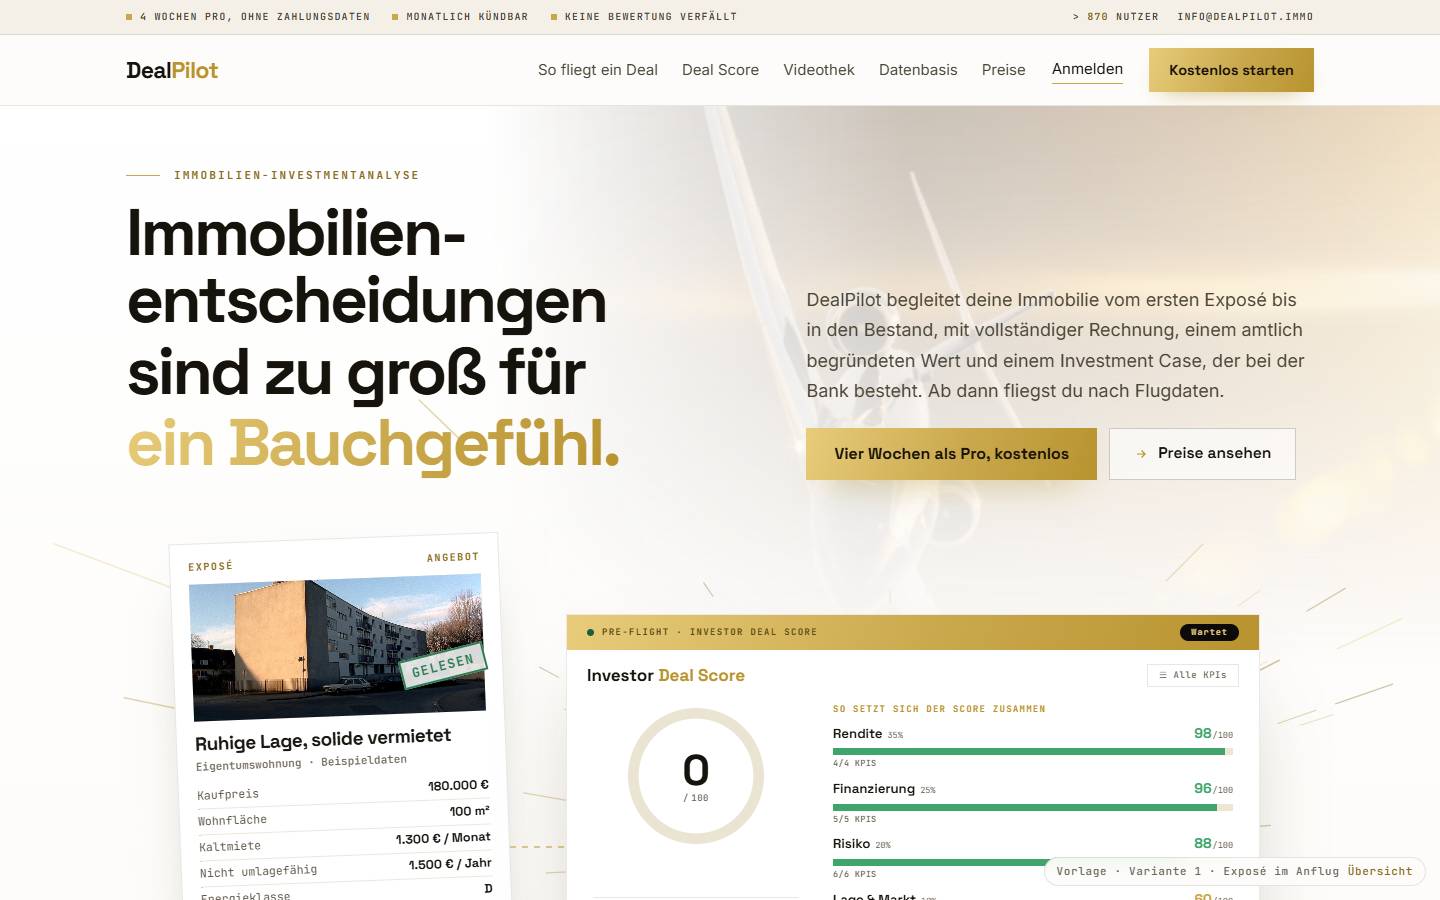 4 WOCHEN PRO, OHNE ZAHLUNGSDATEN
MONATLICH KÜNDBAR
KEINE BEWERTUNG VERFÄLLT
> 870 NUTZER
INFO@DEALPILOT.IMMO
DealPilot
So fliegt ein Deal
Deal Score
Videothek
Datenbasis
Preise
Anmelden
Kostenlos starten
IMMOBILIEN-INVESTMENTANALYSE
Immobilien-
entscheidungen
sind zu groß für
ein Bauchgefühl.
DealPilot begleitet deine Immobilie vom ersten Exposé bis
in den Bestand, mit vollständiger Rechnung, einem amtlich
begründeten Wert und einem Investment Case, der bei der
Bank besteht. Ab dann fliegst du nach Flugdaten.
Vier Wochen als Pro, kostenlos
→ Preise ansehen
EXPOSÉ
ANGEBOT
GELESEN
Ruhige Lage, solide vermietet
Eigentumswohnung · Beispieldaten
Kaufpreis 180.000 €
Wohnfläche 100 m²
Kaltmiete 1.300 € / Monat
Nicht umlagefähig 1.500 € / Jahr
Energieklasse D
PRE-FLIGHT · INVESTOR DEAL SCORE
Wartet
Investor Deal Score
☰ Alle KPIs
0
/ 100
SO SETZT SICH DER SCORE ZUSAMMEN
Rendite 35% 98/100
4/4 KPIS
Finanzierung 25% 96/100
5/5 KPIS
Risiko 20% 88/100
6/6 KPIS
Lage & Markt 10% 60/100
Vorlage · Variante 1 · Exposé im Anflug Übersicht